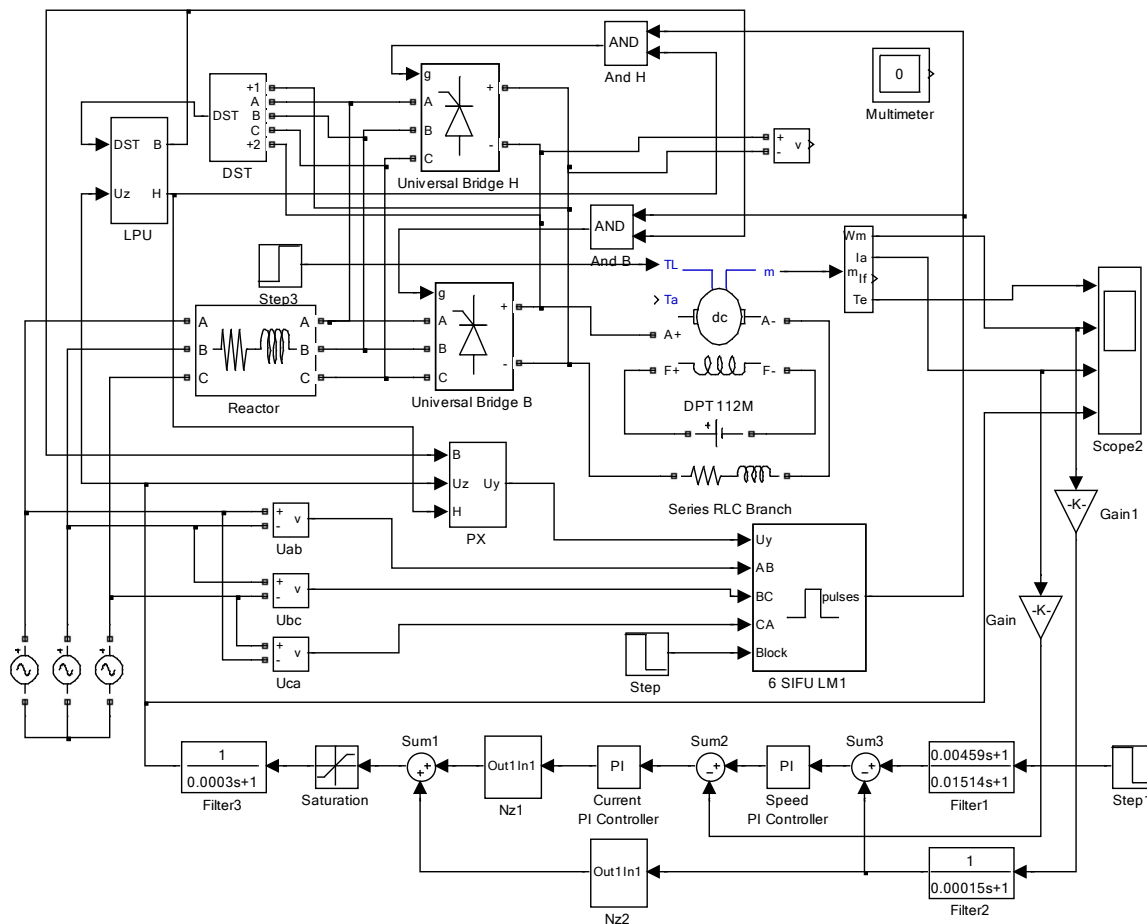 AND
And H
0
Multimeter
g
A
B
C
+
-
Universal Bridge H
DST
+1
A
B
C
+2
DST
DST
Uz
B
H
LPU
+
-
v
AND
And B
Step3
TL
m
Ta
dc
A+
A-
F+
F-
DPT 112M
m
Wm
Ia
If
Te
Scope2
A
B
C
A
B
C
Reactor
g
A
B
C
+
-
Universal Bridge B
+
Series RLC Branch
B
Uz
H
Uy
PX
+
-
v
Uab
+
-
v
Ubc
+
-
v
Uca
Uy
AB
BC
CA
Block
pulses
6 SIFU LM1
Step
-K-
Gain1
-K-
Gain
+
+
+
1
0.0003s+1
Filter3
Saturation
Sum1
+
+
Out1In1
Nz1
PI
Current
PI Controller
Sum2
+
−
PI
Speed
PI Controller
Sum3
+
−
0.00459s+1
0.01514s+1
Filter1
Step1
Out1In1
Nz2
1
0.00015s+1
Filter2